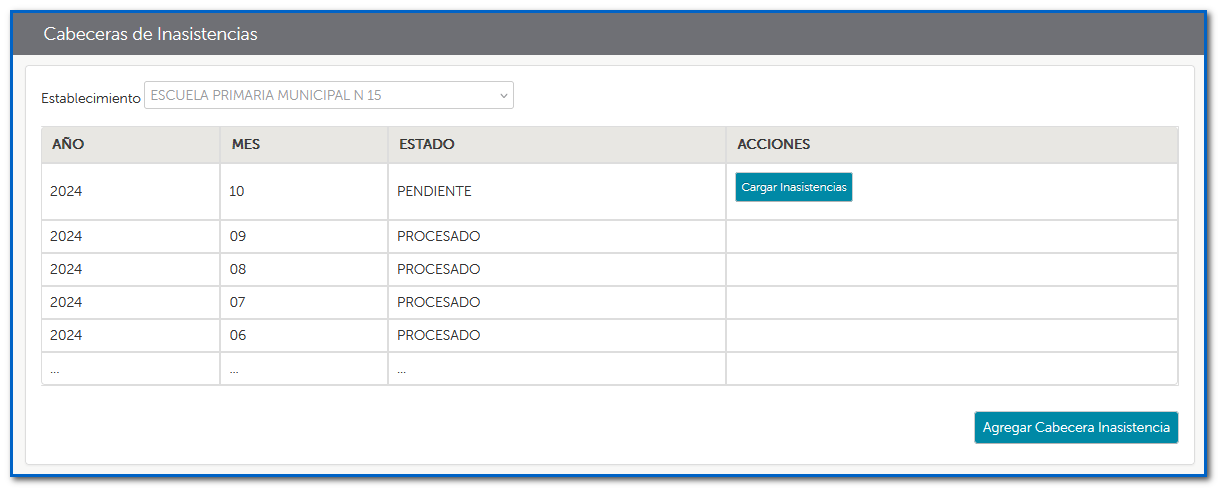 Cabeceras de Inasistencias
Establecimiento ESCUELA PRIMARIA MUNICIPAL N 15
AÑO MES ESTADO ACCIONES
2024 10 PENDIENTE Cargar Inasistencias
2024 09 PROCESADO
2024 08 PROCESADO
2024 07 PROCESADO
2024 06 PROCESADO
... ... ...
Agregar Cabecera Inasistencia